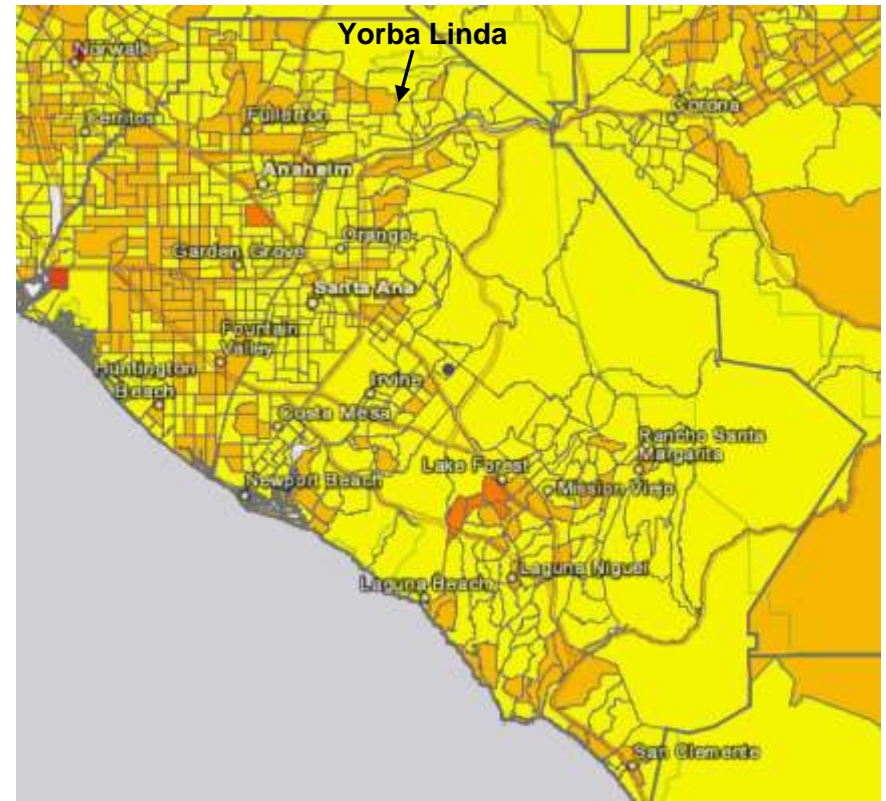 Yorba Linda
Norwalk
Corona
Cerritos
Fullerton
Anaheim
Orange
Garden Grove
Santa Ana
Fountain
Valley
Huntington
Beach
Irvine
Costa Mesa
Rancho Santa
Margarita
Lake Forest
Newport Beach
Mission Viejo
Laguna Niguel
Laguna Beach
San Clemente